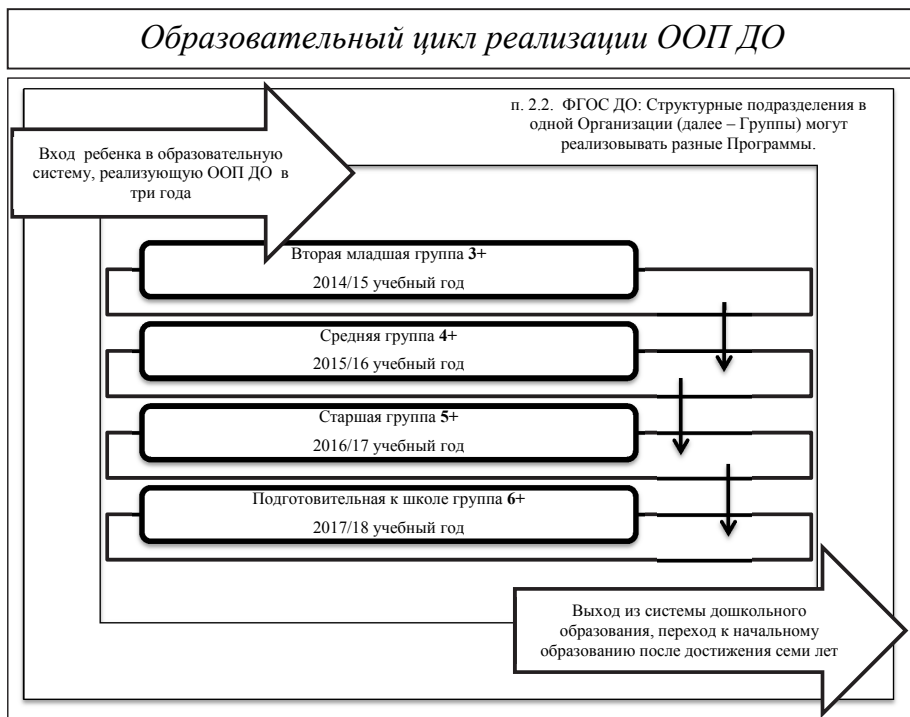 Образовательный цикл реализации ООП ДО
п. 2.2. ФГОС ДО: Структурные подразделения в
одной Организации (далее – Группы) могут
реализовывать разные Программы.
Вход ребенка в образовательную
систему, реализующую ООП ДО в
три года
Вторая младшая группа 3+
2014/15 учебный год
Средняя группа 4+
2015/16 учебный год
Старшая группа 5+
2016/17 учебный год
Подготовительная к школе группа 6+
2017/18 учебный год
Выход из системы дошкольного
образования, переход к начальному
образованию после достижения семи лет